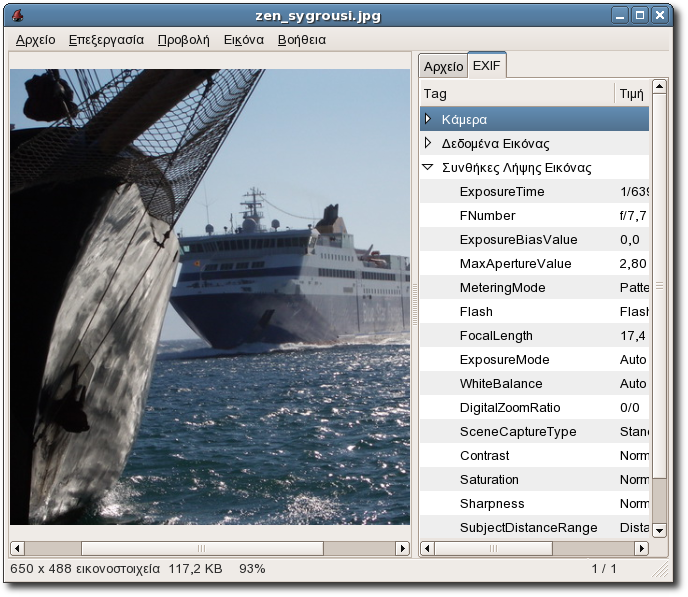 zen_sygrousi.jpg
Αρχείο Επεξεργασία Προβολή Εικόνα Βοήθεια
Αρχείο EXIF
Tag Τιμή
Κάμερα
Δεδομένα Εικόνας
Συνθήκες Λήψης Εικόνας
ExposureTime 1/639
FNumber f/7,7
ExposureBiasValue 0,0
MaxApertureValue 2,80
MeteringMode Patte
Flash Flash
FocalLength 17,4
ExposureMode Auto
WhiteBalance Auto
DigitalZoomRatio 0/0
SceneCaptureType Stand
Contrast Norm
Saturation Norm
Sharpness Norm
SubjectDistanceRange Dista
650 x 488 εικονοστοιχεία 117,2 KB 93% 1 / 1